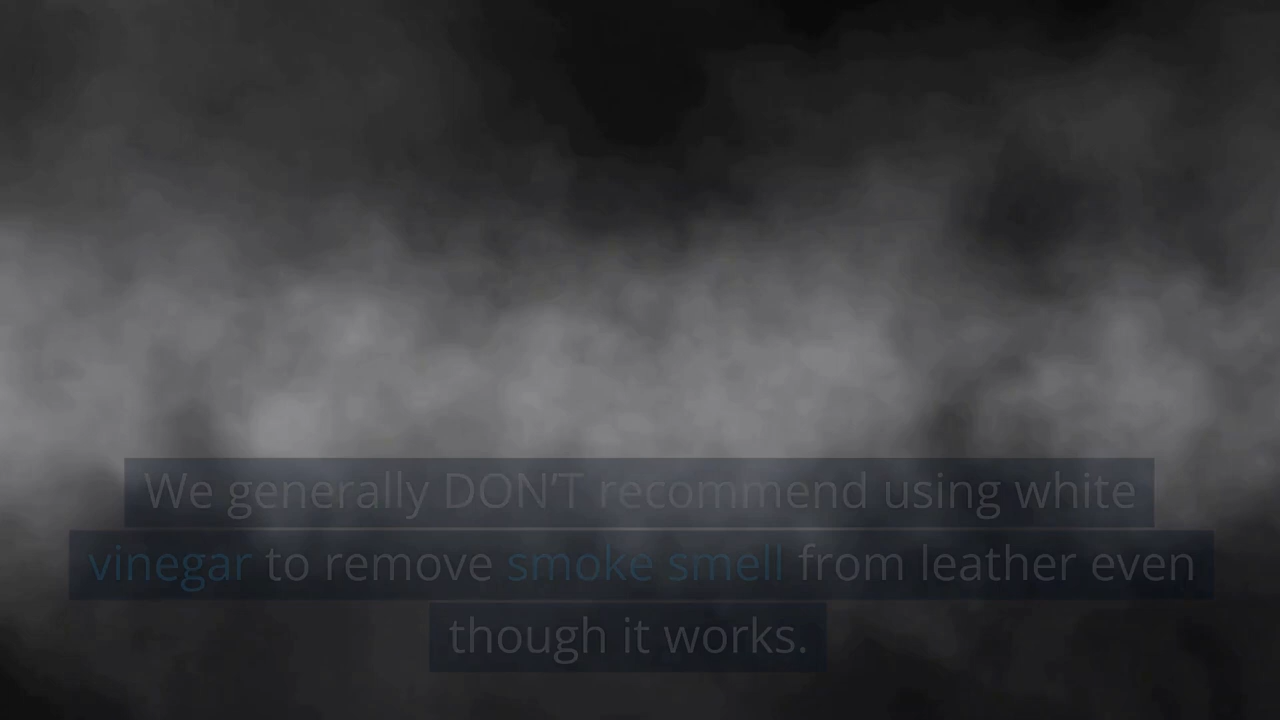 We generally DON’T recommend using white
vinegar to remove smoke smell from leather even
though it works.